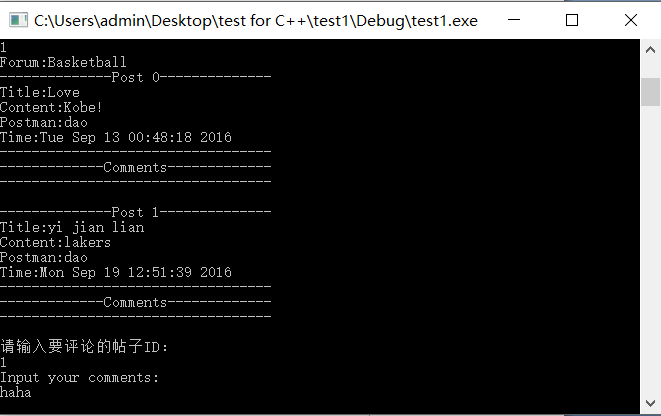 C:\Users\admin\Desktop\test for C++\test1\Debug\test1.exe
1
Forum:Basketball
--------------Post 0--------------
Title:Love
Content:Kobe!
Postman:dao
Time:Tue Sep 13 00:48:18 2016
----------------------------------
-------------Comments-------------
----------------------------------
--------------Post 1--------------
Title:yi jian lian
Content:lakers
Postman:dao
Time:Mon Sep 19 12:51:39 2016
----------------------------------
-------------Comments-------------
----------------------------------
请输入要评论的帖子ID:
1
Input your comments:
haha